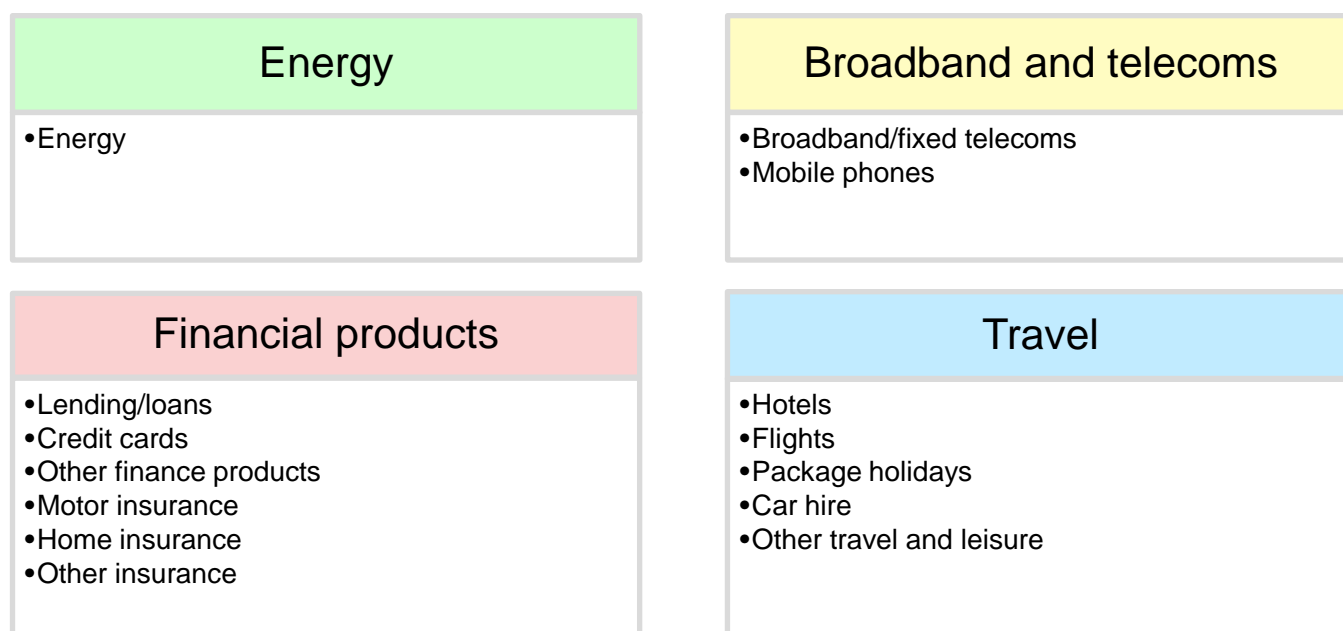 Energy
•Energy
Broadband and telecoms
•Broadband/fixed telecoms
•Mobile phones
Financial products
•Lending/loans
•Credit cards
•Other finance products
•Motor insurance
•Home insurance
•Other insurance
Travel
•Hotels
•Flights
•Package holidays
•Car hire
•Other travel and leisure